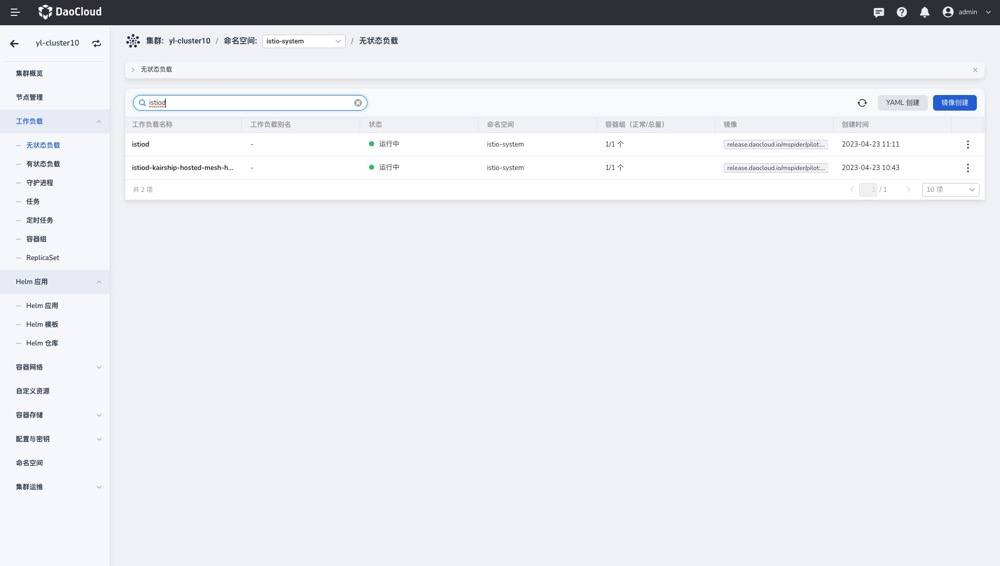 DaoCloud
admin
yl-cluster10
集群: yl-cluster10 / 命名空间: istio-system / 无状态负载
集群概览
节点管理
工作负载
无状态负载
有状态负载
守护进程
任务
定时任务
容器组
ReplicaSet
Helm 应用
Helm 应用
Helm 模板
Helm 仓库
容器网络
自定义资源
容器存储
配置与密钥
命名空间
集群运维
无状态负载
istiod
YAML 创建
镜像创建
工作负载名称 工作负载别名 状态 命名空间 容器组（正常/总量） 镜像 创建时间
istiod - 运行中 istio-system 1/1 个 release.daocloud.io/mspider/pilot:... 2023-04-23 11:11
istiod-kairship-hosted-mesh-h... - 运行中 istio-system 1/1 个 release.daocloud.io/mspider/pilot:... 2023-04-23 10:43
共 2 项
1 / 1
10 项